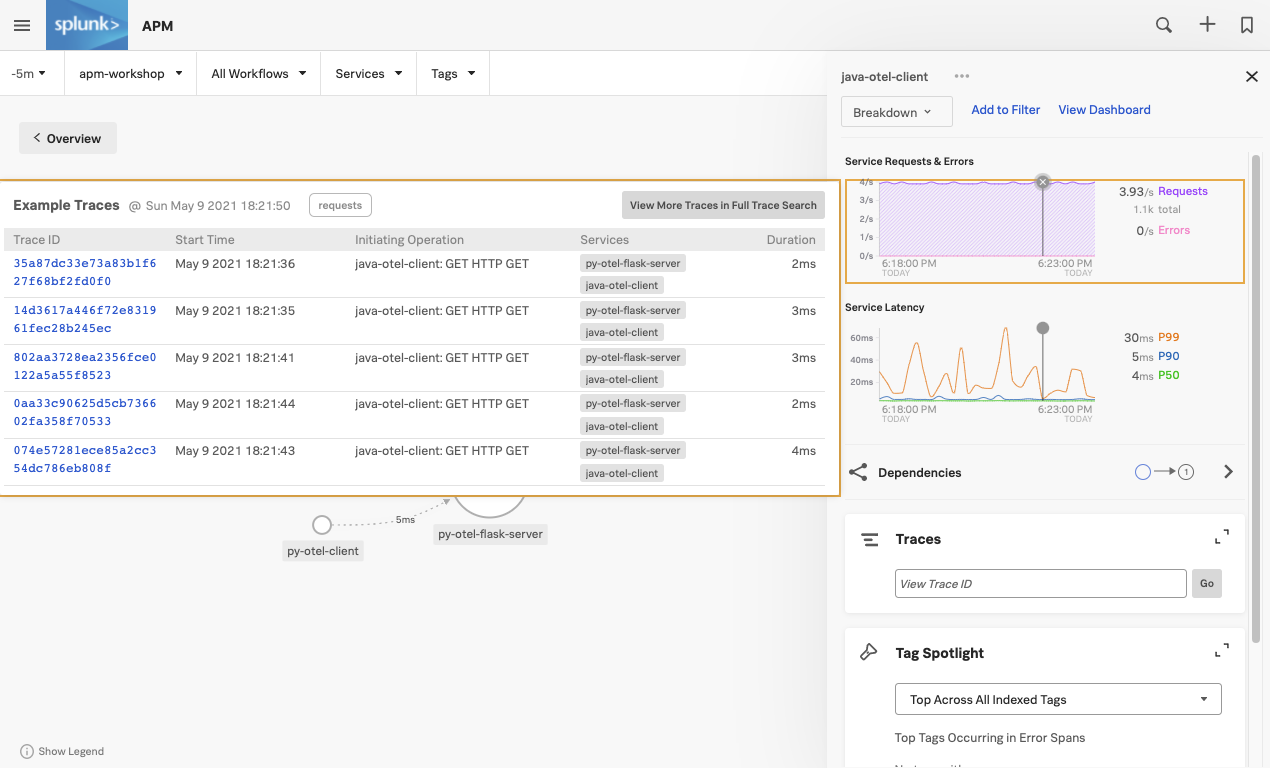 splunk> APM
-5m apm-workshop All Workflows Services Tags
Overview
Example Traces @ Sun May 9 2021 18:21:50 requests View More Traces in Full Trace Search
Trace ID Start Time Initiating Operation Services Duration
35a87dc33e73a83b1f6 May 9 2021 18:21:36 java-otel-client: GET HTTP GET py-otel-flask-server 2ms
27f68bf2fd0f0 java-otel-client
14d3617a446f72e8319 May 9 2021 18:21:35 java-otel-client: GET HTTP GET py-otel-flask-server 3ms
61fec28b245ec java-otel-client
802aa3728ea2356fce0 May 9 2021 18:21:41 java-otel-client: GET HTTP GET py-otel-flask-server 3ms
122a5a55f8523 java-otel-client
0aa33c90625d5cb7366 May 9 2021 18:21:44 java-otel-client: GET HTTP GET py-otel-flask-server 2ms
02fa358f70533 java-otel-client
074e57281ece85a2cc3 May 9 2021 18:21:43 java-otel-client: GET HTTP GET py-otel-flask-server 4ms
54dc786eb808f java-otel-client
5ms
py-otel-flask-server
py-otel-client
Show Legend
java-otel-client
Breakdown Add to Filter View Dashboard
Service Requests & Errors
4/s
3/s
2/s
1/s
0/s
6:18:00 PM 6:23:00 PM
TODAY TODAY
3.93/s Requests
1.1k total
0/s Errors
Service Latency
60ms
40ms
20ms
6:18:00 PM 6:23:00 PM
TODAY TODAY
30ms P99
5ms P90
4ms P50
Dependencies 1
Traces
View Trace ID Go
Tag Spotlight
Top Across All Indexed Tags
Top Tags Occurring in Error Spans